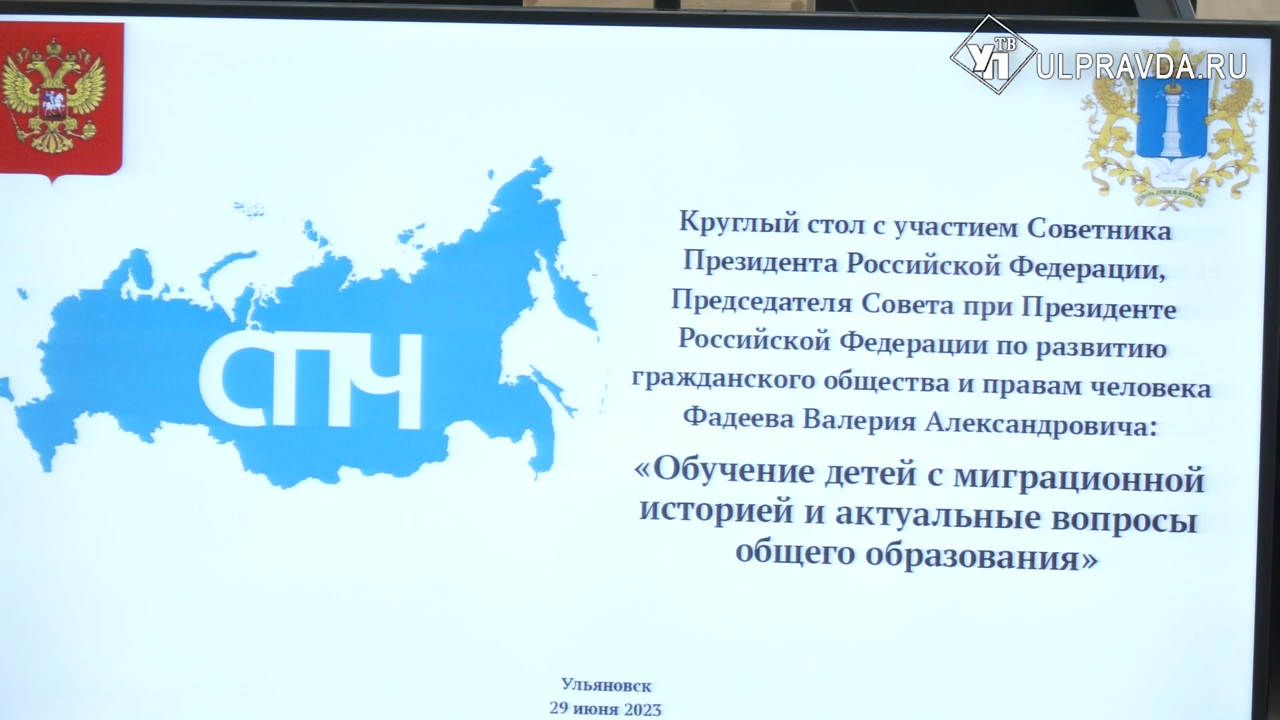 УП ТВ ULPRAVDA.RU
Круглый стол с участием Советника
Президента Российской Федерации,
Председателя Совета при Президенте
Российской Федерации по развитию
гражданского общества и правам человека
Фадеева Валерия Александровича:
«Обучение детей с миграционной
историей и актуальные вопросы
общего образования»
СПЧ
Ульяновск
29 июня 2023